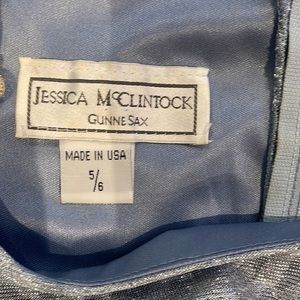 JESSICA McCLINTOCK
GUNNE SAX
MADE IN USA
5/6